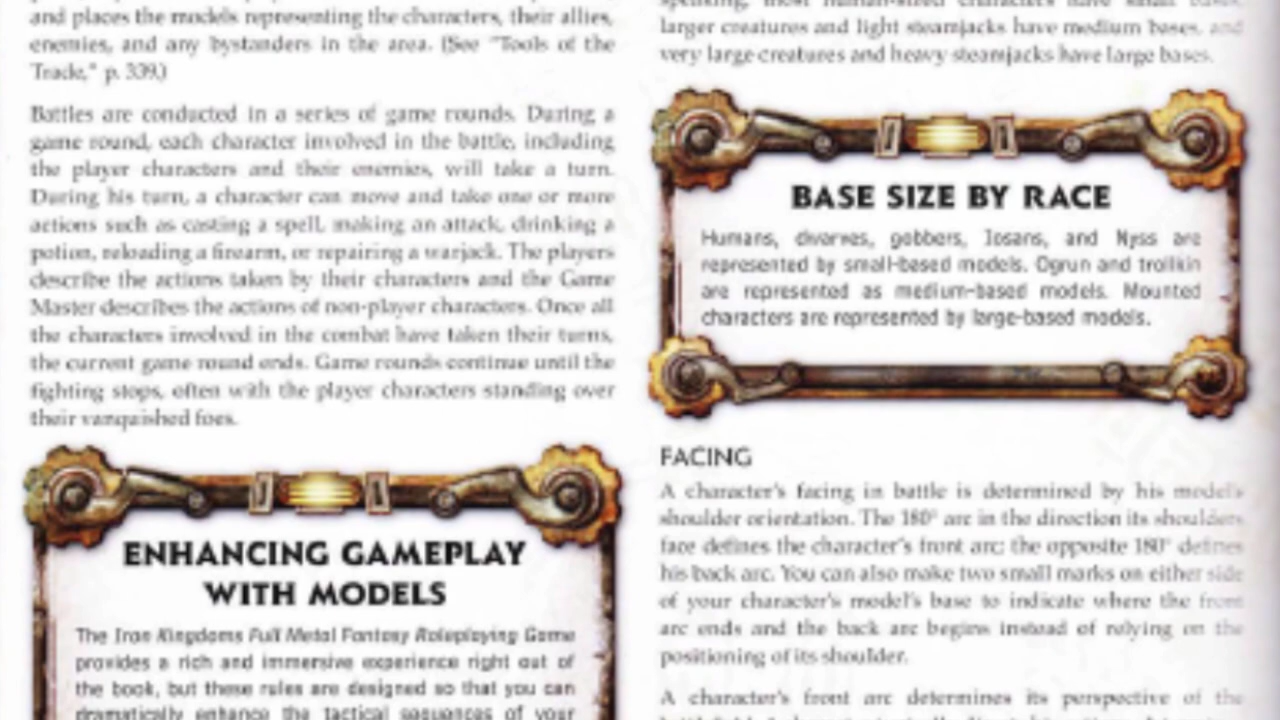 and places the models representing the characters, their allies,
enemies, and any bystanders in the area. (See "Tools of the
Trade," p. 339.)
Battles are conducted in a series of game rounds. During a
game round, each character involved in the battle, including
the player characters and their enemies, will take a turn.
During his turn, a character can move and take one or more
actions such as casting a spell, making an attack, drinking a
potion, reloading a firearm, or repairing a warjack. The players
describe the actions taken by their characters and the Game
Master describes the actions of non-player characters. Once all
the characters involved in the combat have taken their turns,
the current game round ends. Game rounds continue until the
fighting stops, often with the player characters standing over
their vanquished foes.
ENHANCING GAMEPLAY
WITH MODELS
The Iron Kingdoms Full Metal Fantasy Roleplaying Game
provides a rich and immersive experience right out of
the book, but these rules are designed so that you can
dramatically enhance the tactical sequences of your
speaking, most human-sized characters have small bases,
larger creatures and light steamjacks have medium bases, and
very large creatures and heavy steamjacks have large bases.
BASE SIZE BY RACE
Humans, dwarves, gobbers, Iosans, and Nyss are
represented by small-based models. Ogrun and trollkin
are represented as medium-based models. Mounted
characters are represented by large-based models.
FACING
A character's facing in battle is determined by his model's
shoulder orientation. The 180° arc in the direction its shoulders
face defines the character's front arc; the opposite 180° defines
his back arc. You can also make two small marks on either side
of your character's model's base to indicate where the front
arc ends and the back arc begins instead of relying on the
positioning of its shoulder.
A character's front arc determines its perspective of the